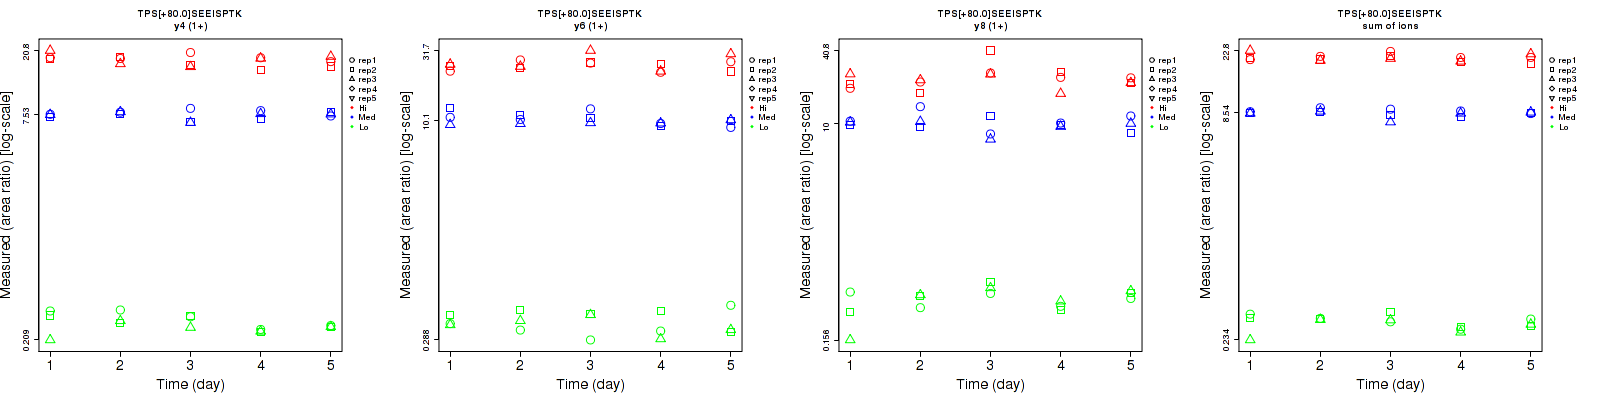 TPS[+80.0]SEEISPTK
y4 (1+)
Measured (area ratio) [log-scale]
20.8
7.53
0.209
1 2 3 4 5
Time (day)
rep1
rep2
rep3
rep4
rep5
Hi
Med
Lo
TPS[+80.0]SEEISPTK
y6 (1+)
Measured (area ratio) [log-scale]
31.7
10.1
0.288
1 2 3 4 5
Time (day)
rep1
rep2
rep3
rep4
rep5
Hi
Med
Lo
TPS[+80.0]SEEISPTK
y8 (1+)
Measured (area ratio) [log-scale]
40.8
10
0.156
1 2 3 4 5
Time (day)
rep1
rep2
rep3
rep4
rep5
Hi
Med
Lo
TPS[+80.0]SEEISPTK
sum of ions
Measured (area ratio) [log-scale]
22.8
8.54
0.234
1 2 3 4 5
Time (day)
rep1
rep2
rep3
rep4
rep5
Hi
Med
Lo